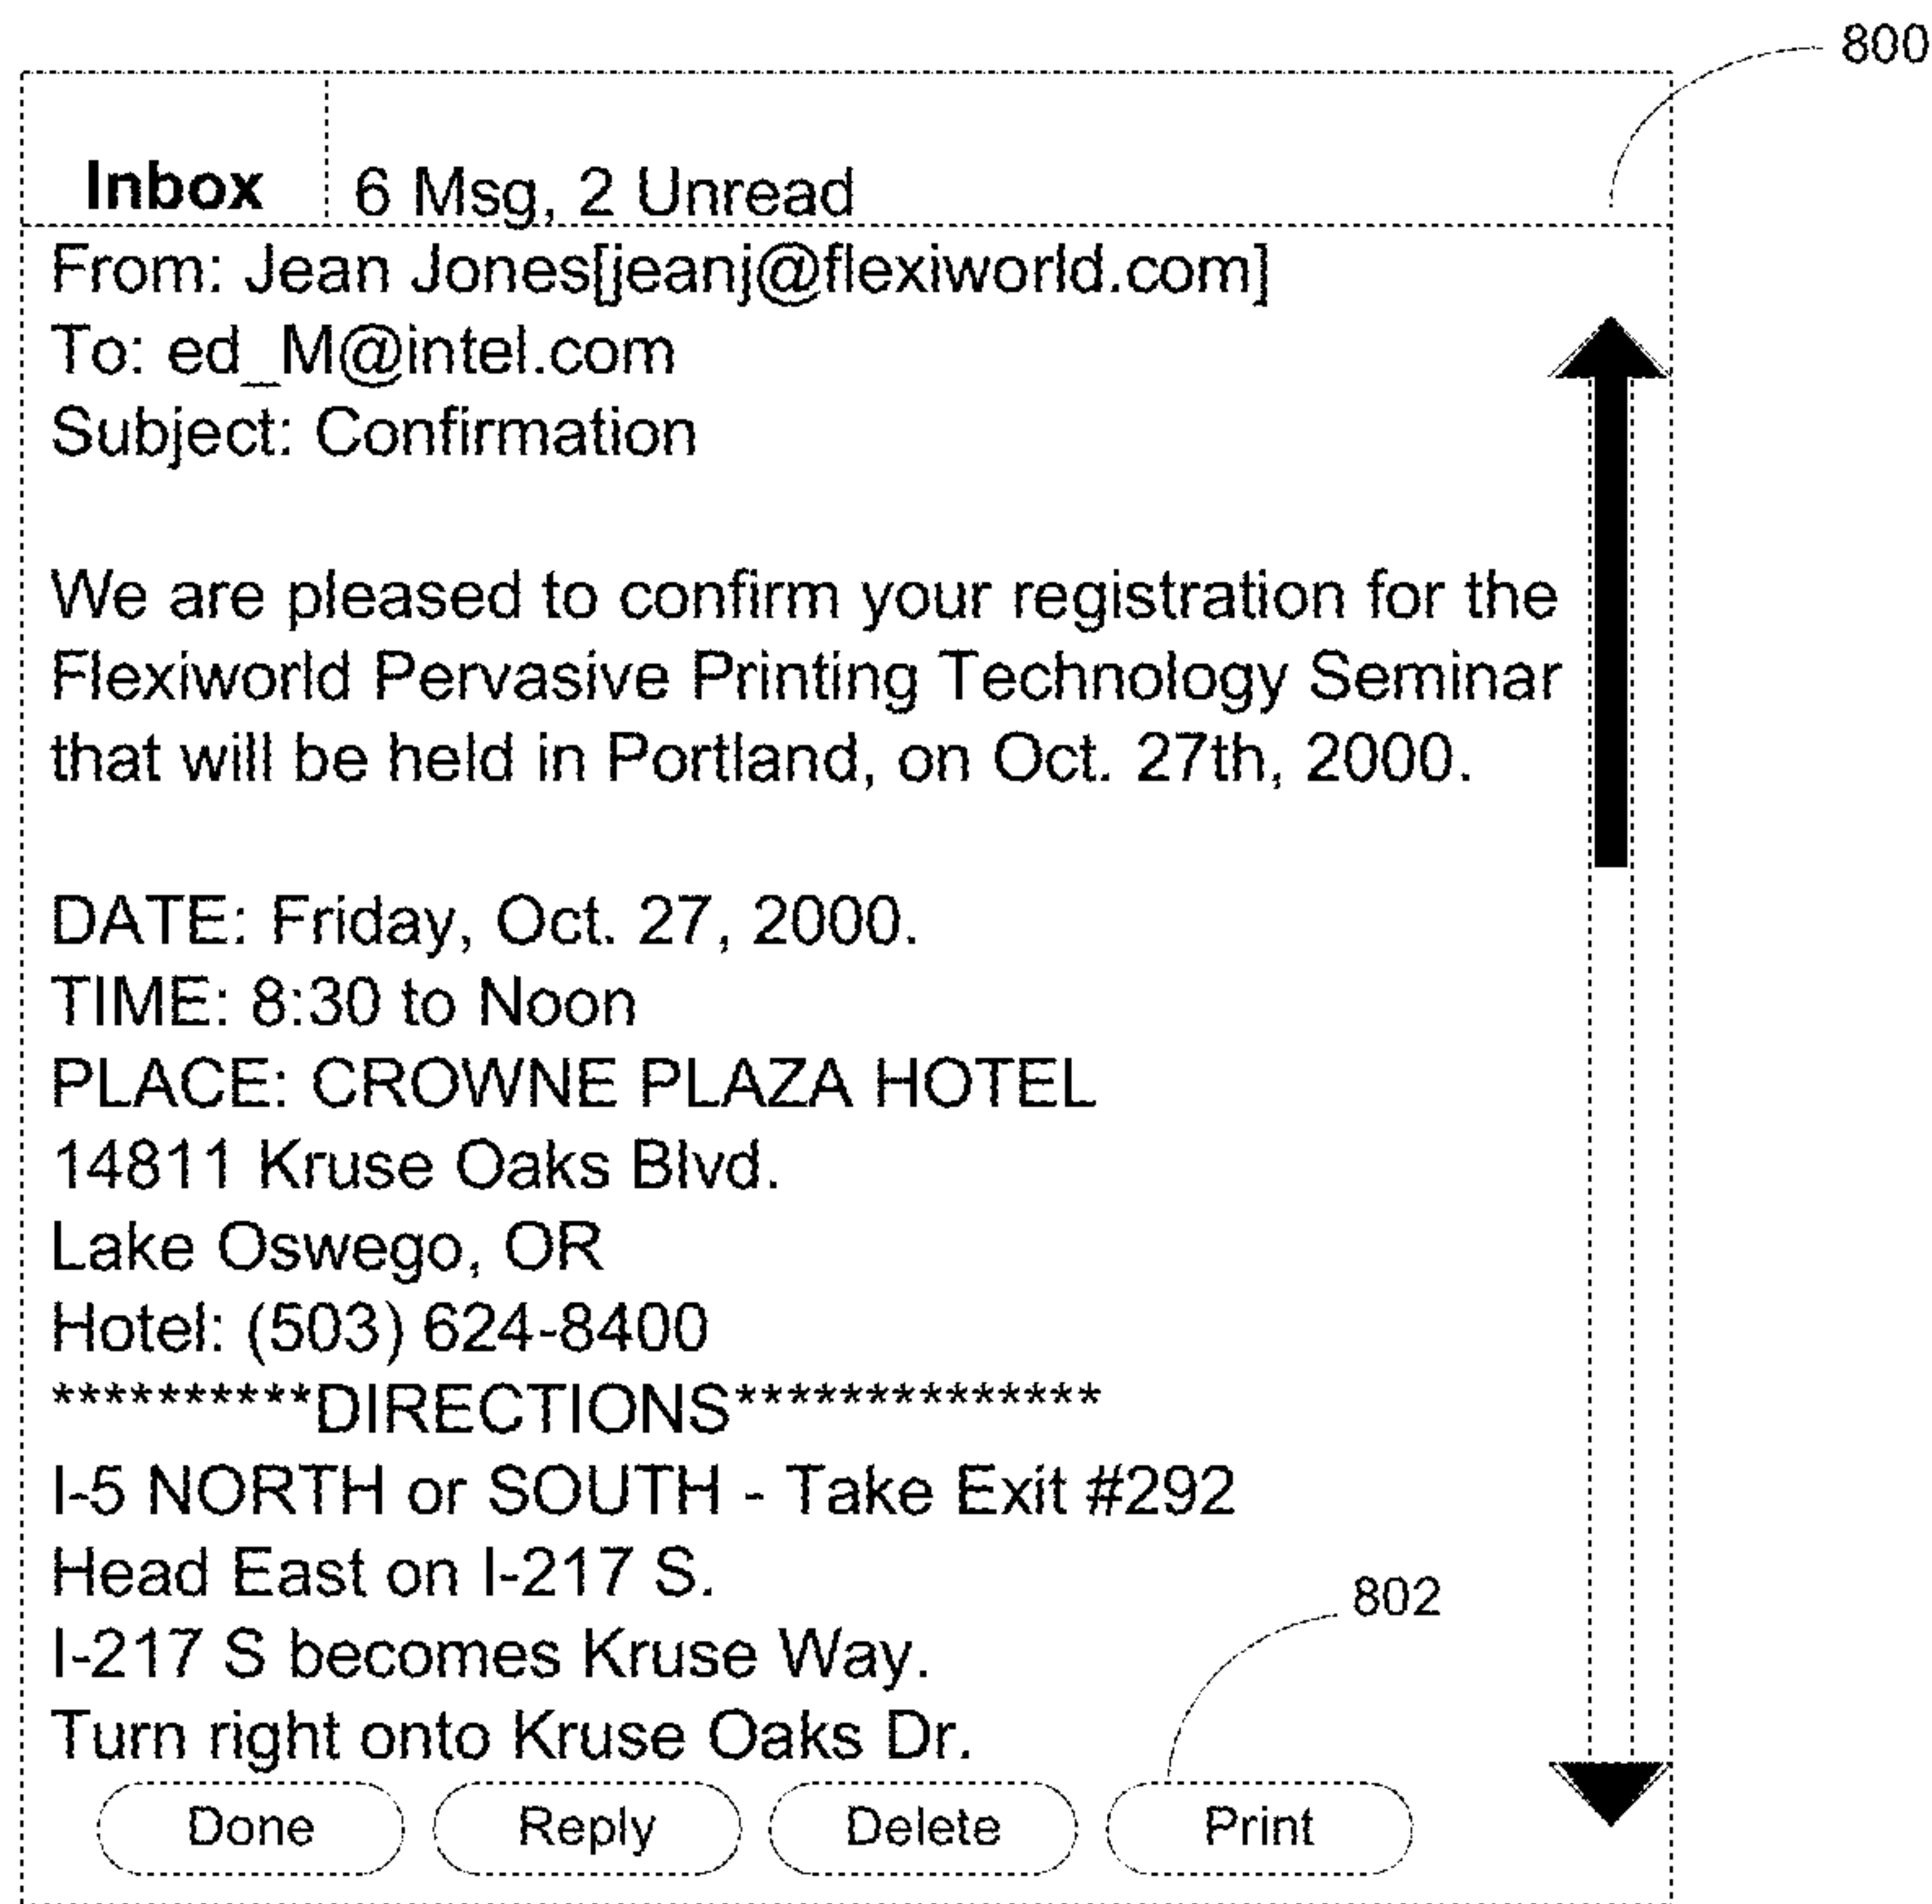 800
Inbox 6 Msg, 2 Unread
From: Jean Jones[jeanj@flexiworld.com]
To: ed_M@intel.com
Subject: Confirmation
We are pleased to confirm your registration for the
Flexiworld Pervasive Printing Technology Seminar
that will be held in Portland, on Oct. 27th, 2000.
DATE: Friday, Oct. 27, 2000.
TIME: 8:30 to Noon
PLACE: CROWNE PLAZA HOTEL
14811 Kruse Oaks Blvd.
Lake Oswego, OR
Hotel: (503) 624-8400
**********DIRECTIONS**************
I-5 NORTH or SOUTH - Take Exit #292
Head East on I-217 S.
802
I-217 S becomes Kruse Way.
Turn right onto Kruse Oaks Dr.
Done Reply Delete Print